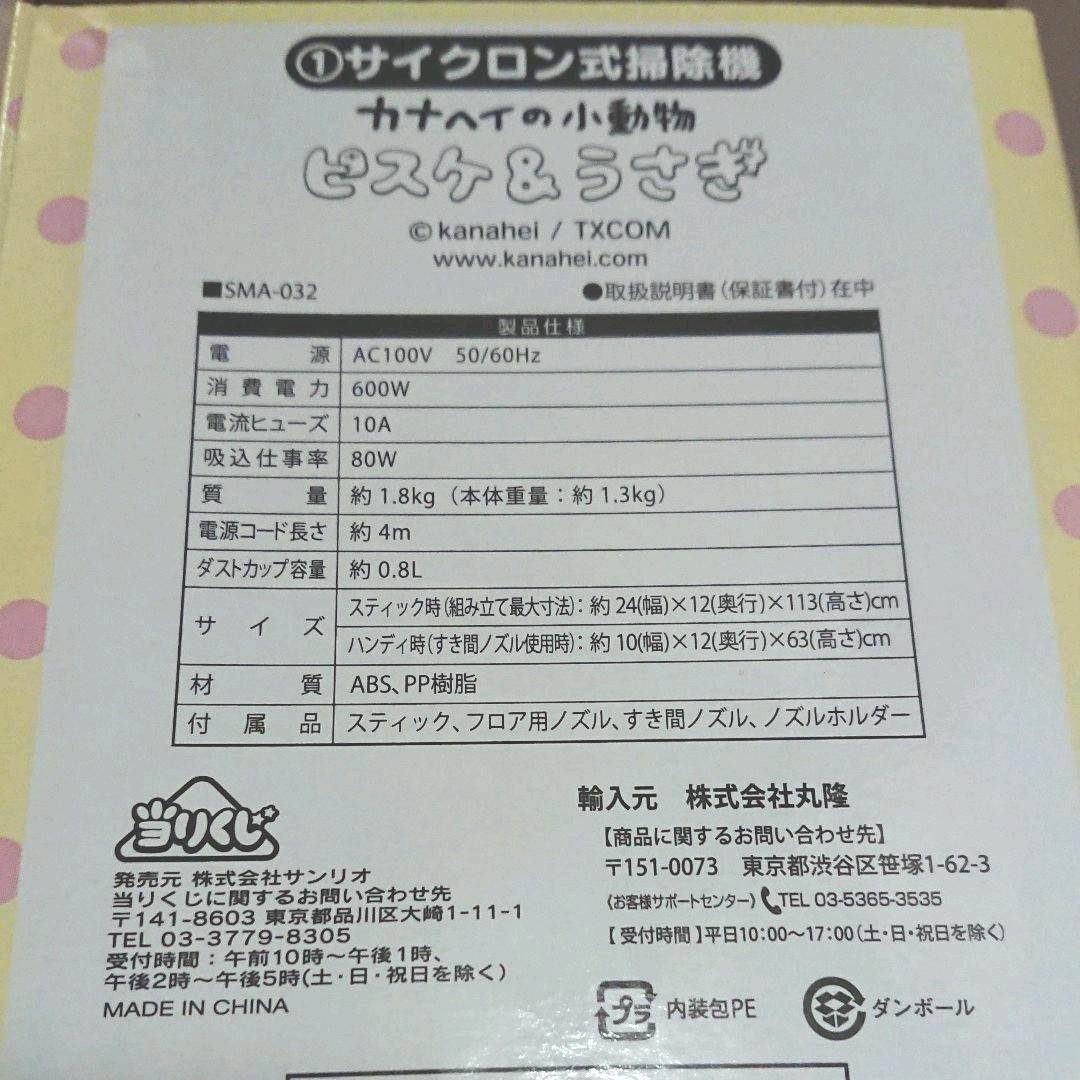 ①サイクロン式掃除機
カナヘイの小動物
ピスケ&うさぎ
©kanahei / TXCOM
www.kanahei.com
■SMA-032 ●取扱説明書(保証書付)在中
製品仕様
電源 AC100V 50/60Hz
消費電力 600W
電流ヒューズ 10A
吸込仕事率 80W
質量 約1.8kg(本体重量:約1.3kg)
電源コード長さ 約4m
ダストカップ容量 約0.8L
サイズ スティック時(組み立て最大寸法):約24(幅)×12(奥行)×113(高さ)cm
ハンディ時(すき間ノズル使用時):約10(幅)×12(奥行)×63(高さ)cm
材質 ABS、PP樹脂
付属品 スティック、フロア用ノズル、すき間ノズル、ノズルホルダー
当りくじ
発売元 株式会社サンリオ
当りくじに関するお問い合わせ先
〒141-8603 東京都品川区大崎1-11-1
TEL 03-3779-8305
受付時間:午前10時〜午後1時、
午後2時〜午後5時(土・日・祝日を除く)
MADE IN CHINA
輸入元 株式会社丸隆
【商品に関するお問い合わせ先】
〒151-0073 東京都渋谷区笹塚1-62-3
(お客様サポートセンター) TEL 03-5365-3535
【受付時間】平日10:00〜17:00(土・日・祝日を除く)
プラ 内装包PE
ダンボール